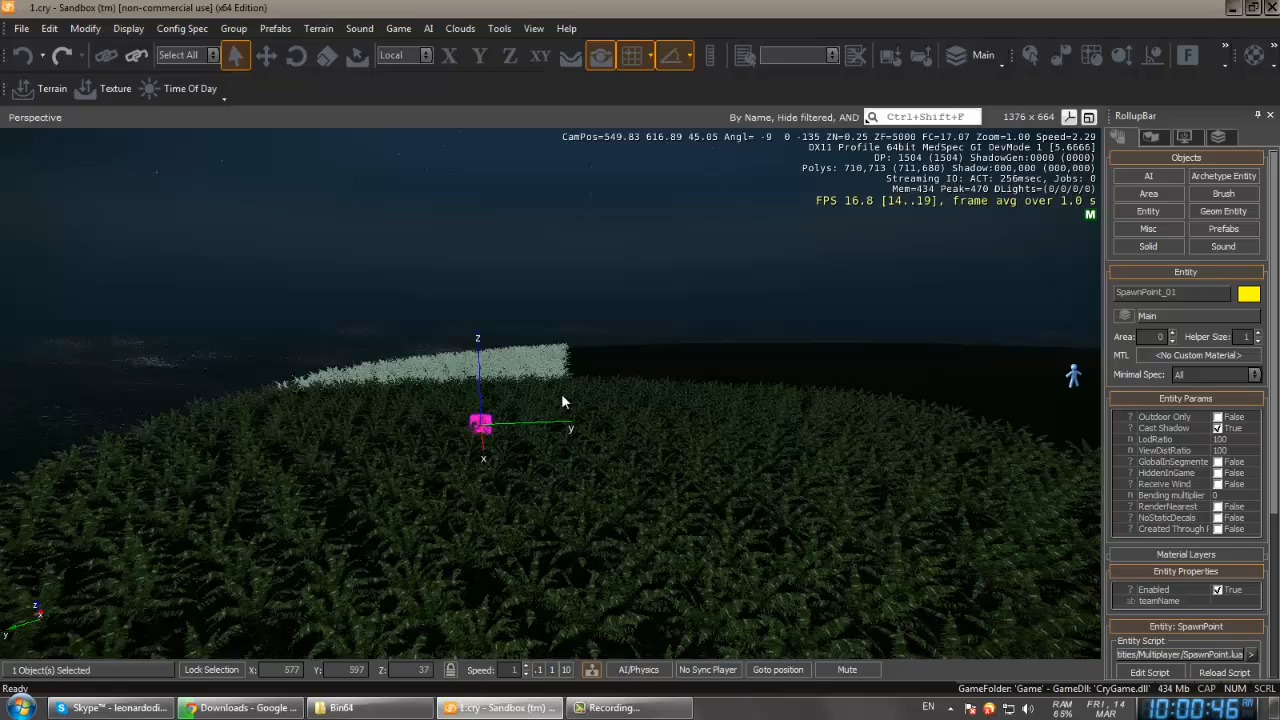 1.cry - Sandbox (tm) [non-commercial use] (x64 Edition)
File Edit Modify Display Config Spec Group Prefabs Terrain Sound Game AI Clouds Tools View Help
Select All Local X Y Z XY Main F
Terrain Texture Time Of Day
Perspective By Name, Hide filtered, AND Ctrl+Shift+F 1376 x 664 RollupBar
CamPos=549.83 616.89 45.05 Angl= -9 0 -135 ZN=0.25 ZF=5000 FC=17.07 Zoom=1.00 Speed=2.29
DX11 Profile 64bit MedSpec GI DevMode 1 [5.6666]
DP: 1504 (1504) ShadowGen:0000 (0000)
Polys: 710,713 (711,680) Shadow:000,000 (000,000)
Streaming IO: ACT: 256msec, Jobs: 0
Mem=434 Peak=470 DLights=(0/0/0/0)
FPS 16.8 [14..19], frame avg over 1.0 s
M
z
y
x
z
x
y
Objects
AI Archetype Entity
Area Brush
Entity Geom Entity
Misc Prefabs
Solid Sound
Entity
SpawnPoint_01
Main
Area: 0 Helper Size: 1
MTL <No Custom Material>
Minimal Spec: All
Entity Params
? Outdoor Only False
? Cast Shadow True
n LodRatio 100
n ViewDistRatio 100
? GlobalInSegmente False
? HiddenInGame False
? Receive Wind False
n Bending multiplier 0
? RenderNearest False
? NoStaticDecals False
? Created Through F False
Material Layers
Entity Properties
? Enabled True
ab teamName
Entity: SpawnPoint
Entity Script
tities/Multiplayer/SpawnPoint.lua >
Edit Script Reload Script
1 Object(s) Selected Lock Selection X: 577 Y: 597 Z: 37 Speed: 1 .1 1 10 AI/Physics No Sync Player Goto position Mute
Ready GameFolder: 'Game' - GameDll: 'CryGame.dll' 434 Mb CAP NUM SCRL
Skype™ - leonardodi... Downloads - Google ... Bin64 1.cry - Sandbox (tm) ... Recording... EN RAM 65% FRI, 14 MAR 10:00:46